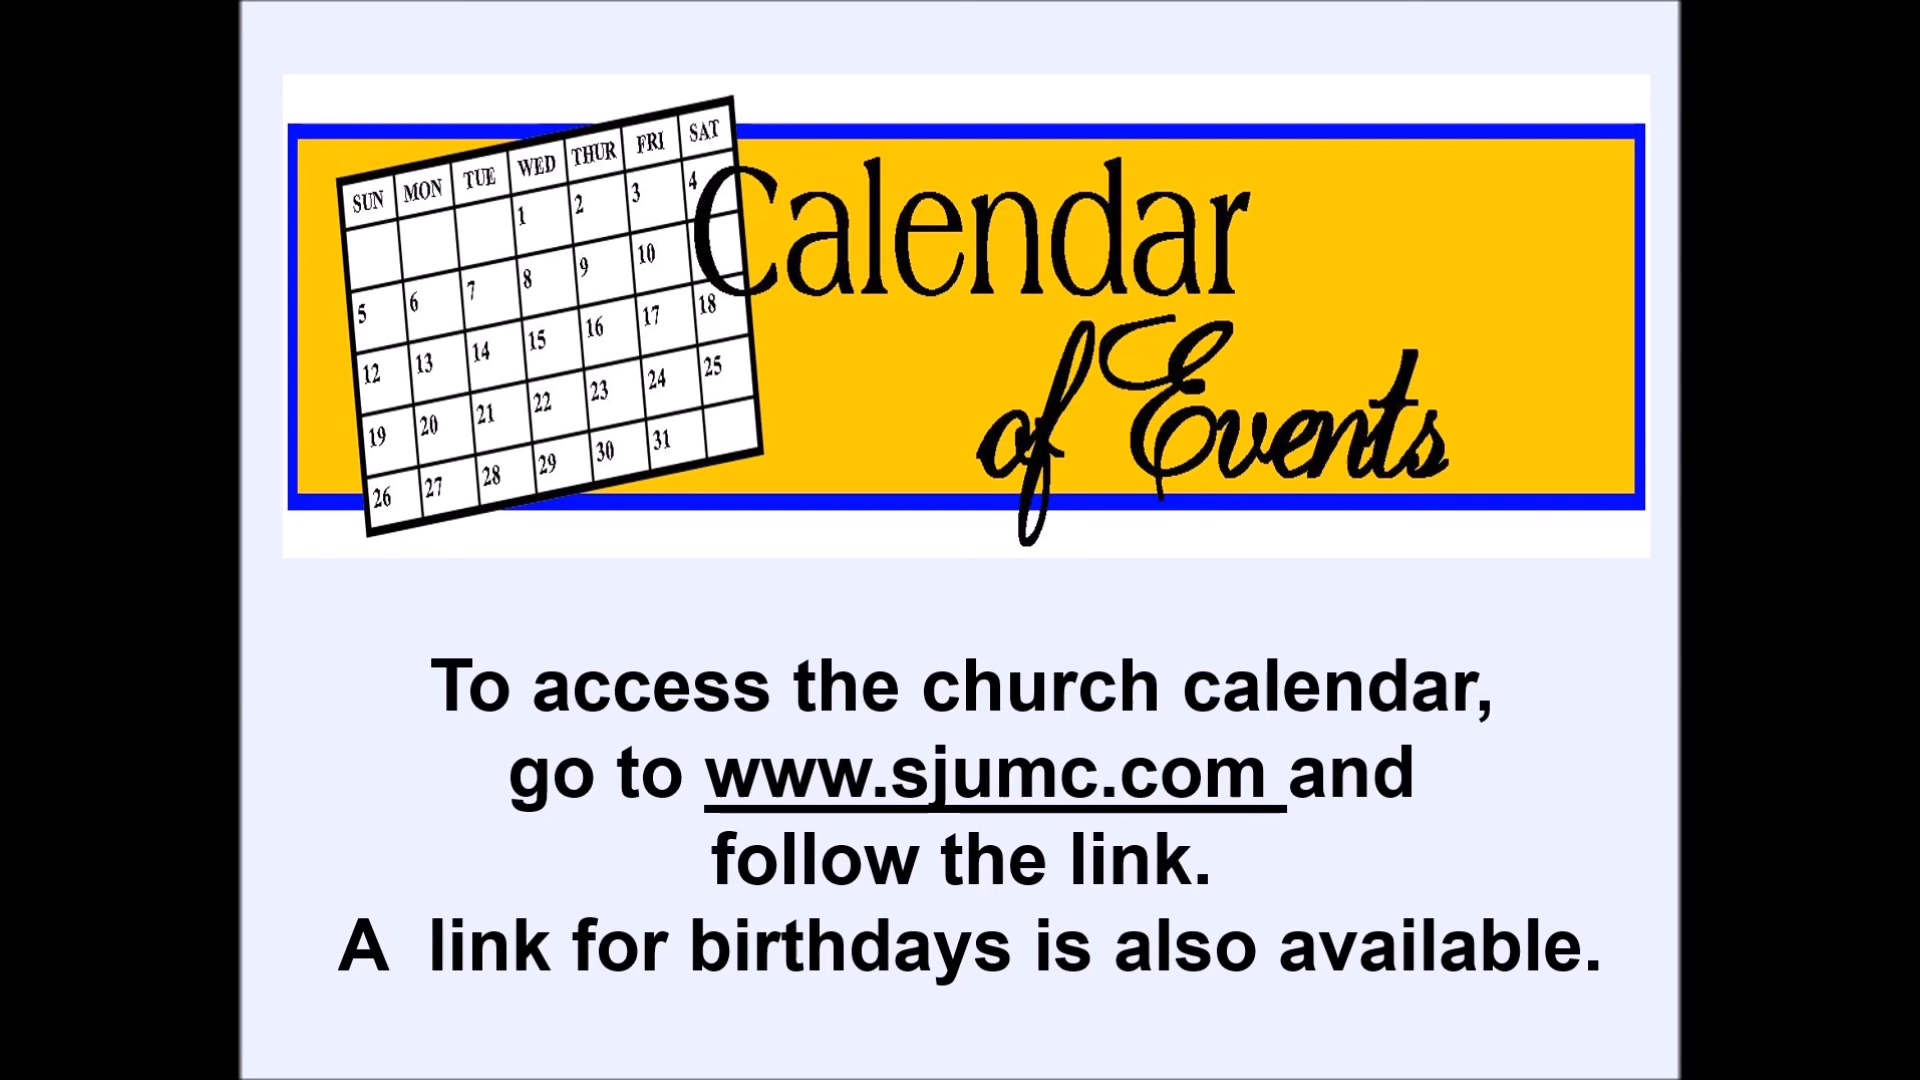 SUN MON TUE WED THUR FRI SAT
1 2 3 4
5 6 7 8 9 10
12 13 14 15 16 17 18
19 20 21 22 23 24 25
26 27 28 29 30 31
Calendar
of Events
To access the church calendar,
go to www.sjumc.com and
follow the link.
A  link for birthdays is also available.